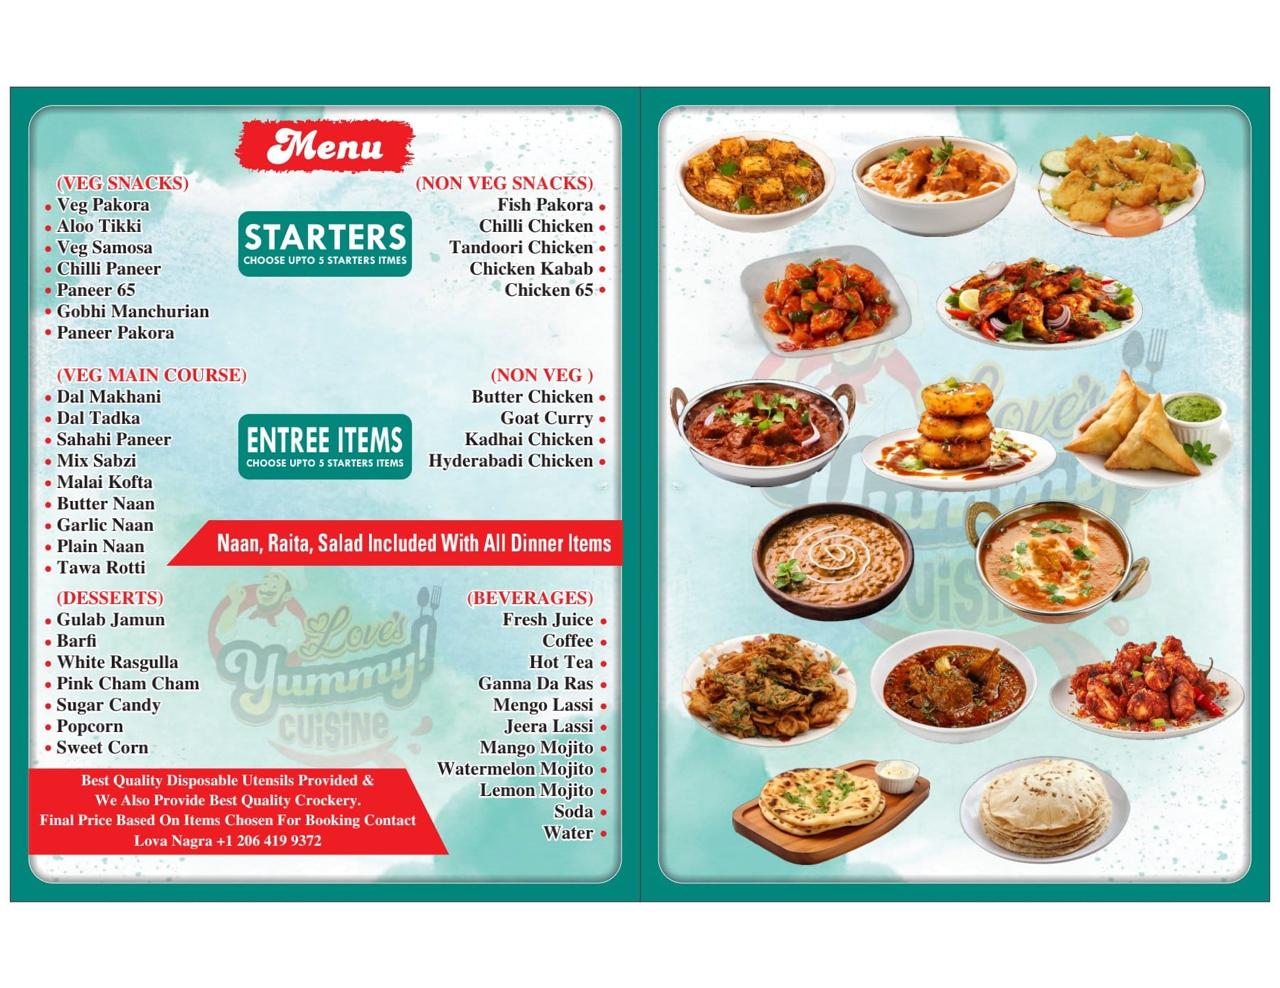 Menu
(VEG SNACKS)
Veg Pakora
Aloo Tikki
Veg Samosa
Chilli Paneer
Paneer 65
Gobhi Manchurian
Paneer Pakora
STARTERS
CHOOSE UPTO 5 STARTERS ITMES
(NON VEG SNACKS)
Fish Pakora
Chilli Chicken
Tandoori Chicken
Chicken Kabab
Chicken 65
(VEG MAIN COURSE)
Dal Makhani
Dal Tadka
Sahahi Paneer
Mix Sabzi
Malai Kofta
Butter Naan
Garlic Naan
Plain Naan
Tawa Rotti
ENTREE ITEMS
CHOOSE UPTO 5 STARTERS ITEMS
(NON VEG )
Butter Chicken
Goat Curry
Kadhai Chicken
Hyderabadi Chicken
Naan, Raita, Salad Included With All Dinner Items
(DESSERTS)
Gulab Jamun
Barfi
White Rasgulla
Pink Cham Cham
Sugar Candy
Popcorn
Sweet Corn
Love's
Yummy!
CUISINE
(BEVERAGES)
Fresh Juice
Coffee
Hot Tea
Ganna Da Ras
Mengo Lassi
Jeera Lassi
Mango Mojito
Watermelon Mojito
Lemon Mojito
Soda
Water
Best Quality Disposable Utensils Provided &
We Also Provide Best Quality Crockery.
Final Price Based On Items Chosen For Booking Contact
Lova Nagra +1 206 419 9372
Love's
Yummy!
CUISINE